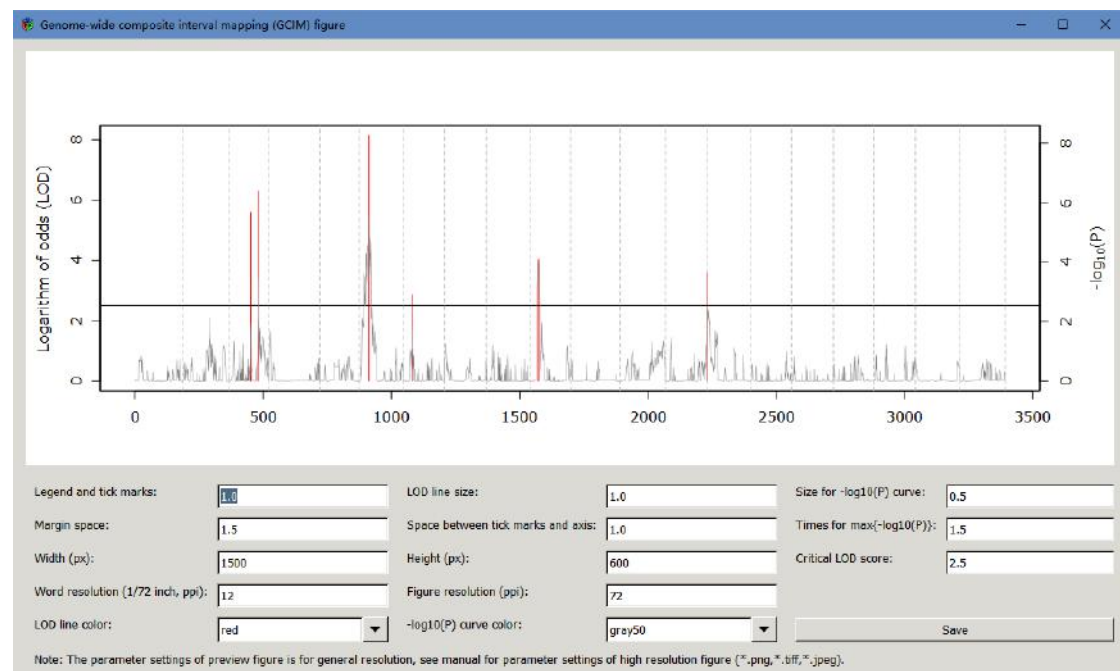 Genome-wide composite interval mapping (GCIM) figure
Logarithm of odds (LOD)
8
6
4
2
0
8
6
4
2
0
-log10(P)
0 500 1000 1500 2000 2500 3000 3500
Legend and tick marks: 1.0 LOD line size: 1.0 Size for -log10(P) curve: 0.5
Margin space: 1.5 Space between tick marks and axis: 1.0 Times for max{-log10(P)}: 1.5
Width (px): 1500 Height (px): 600 Critical LOD score: 2.5
Word resolution (1/72 inch, ppi): 12 Figure resolution (ppi): 72
LOD line color: red -log10(P) curve color: gray50 Save
Note: The parameter settings of preview figure is for general resolution, see manual for parameter settings of high resolution figure (*.png,*.tiff,*.jpeg).